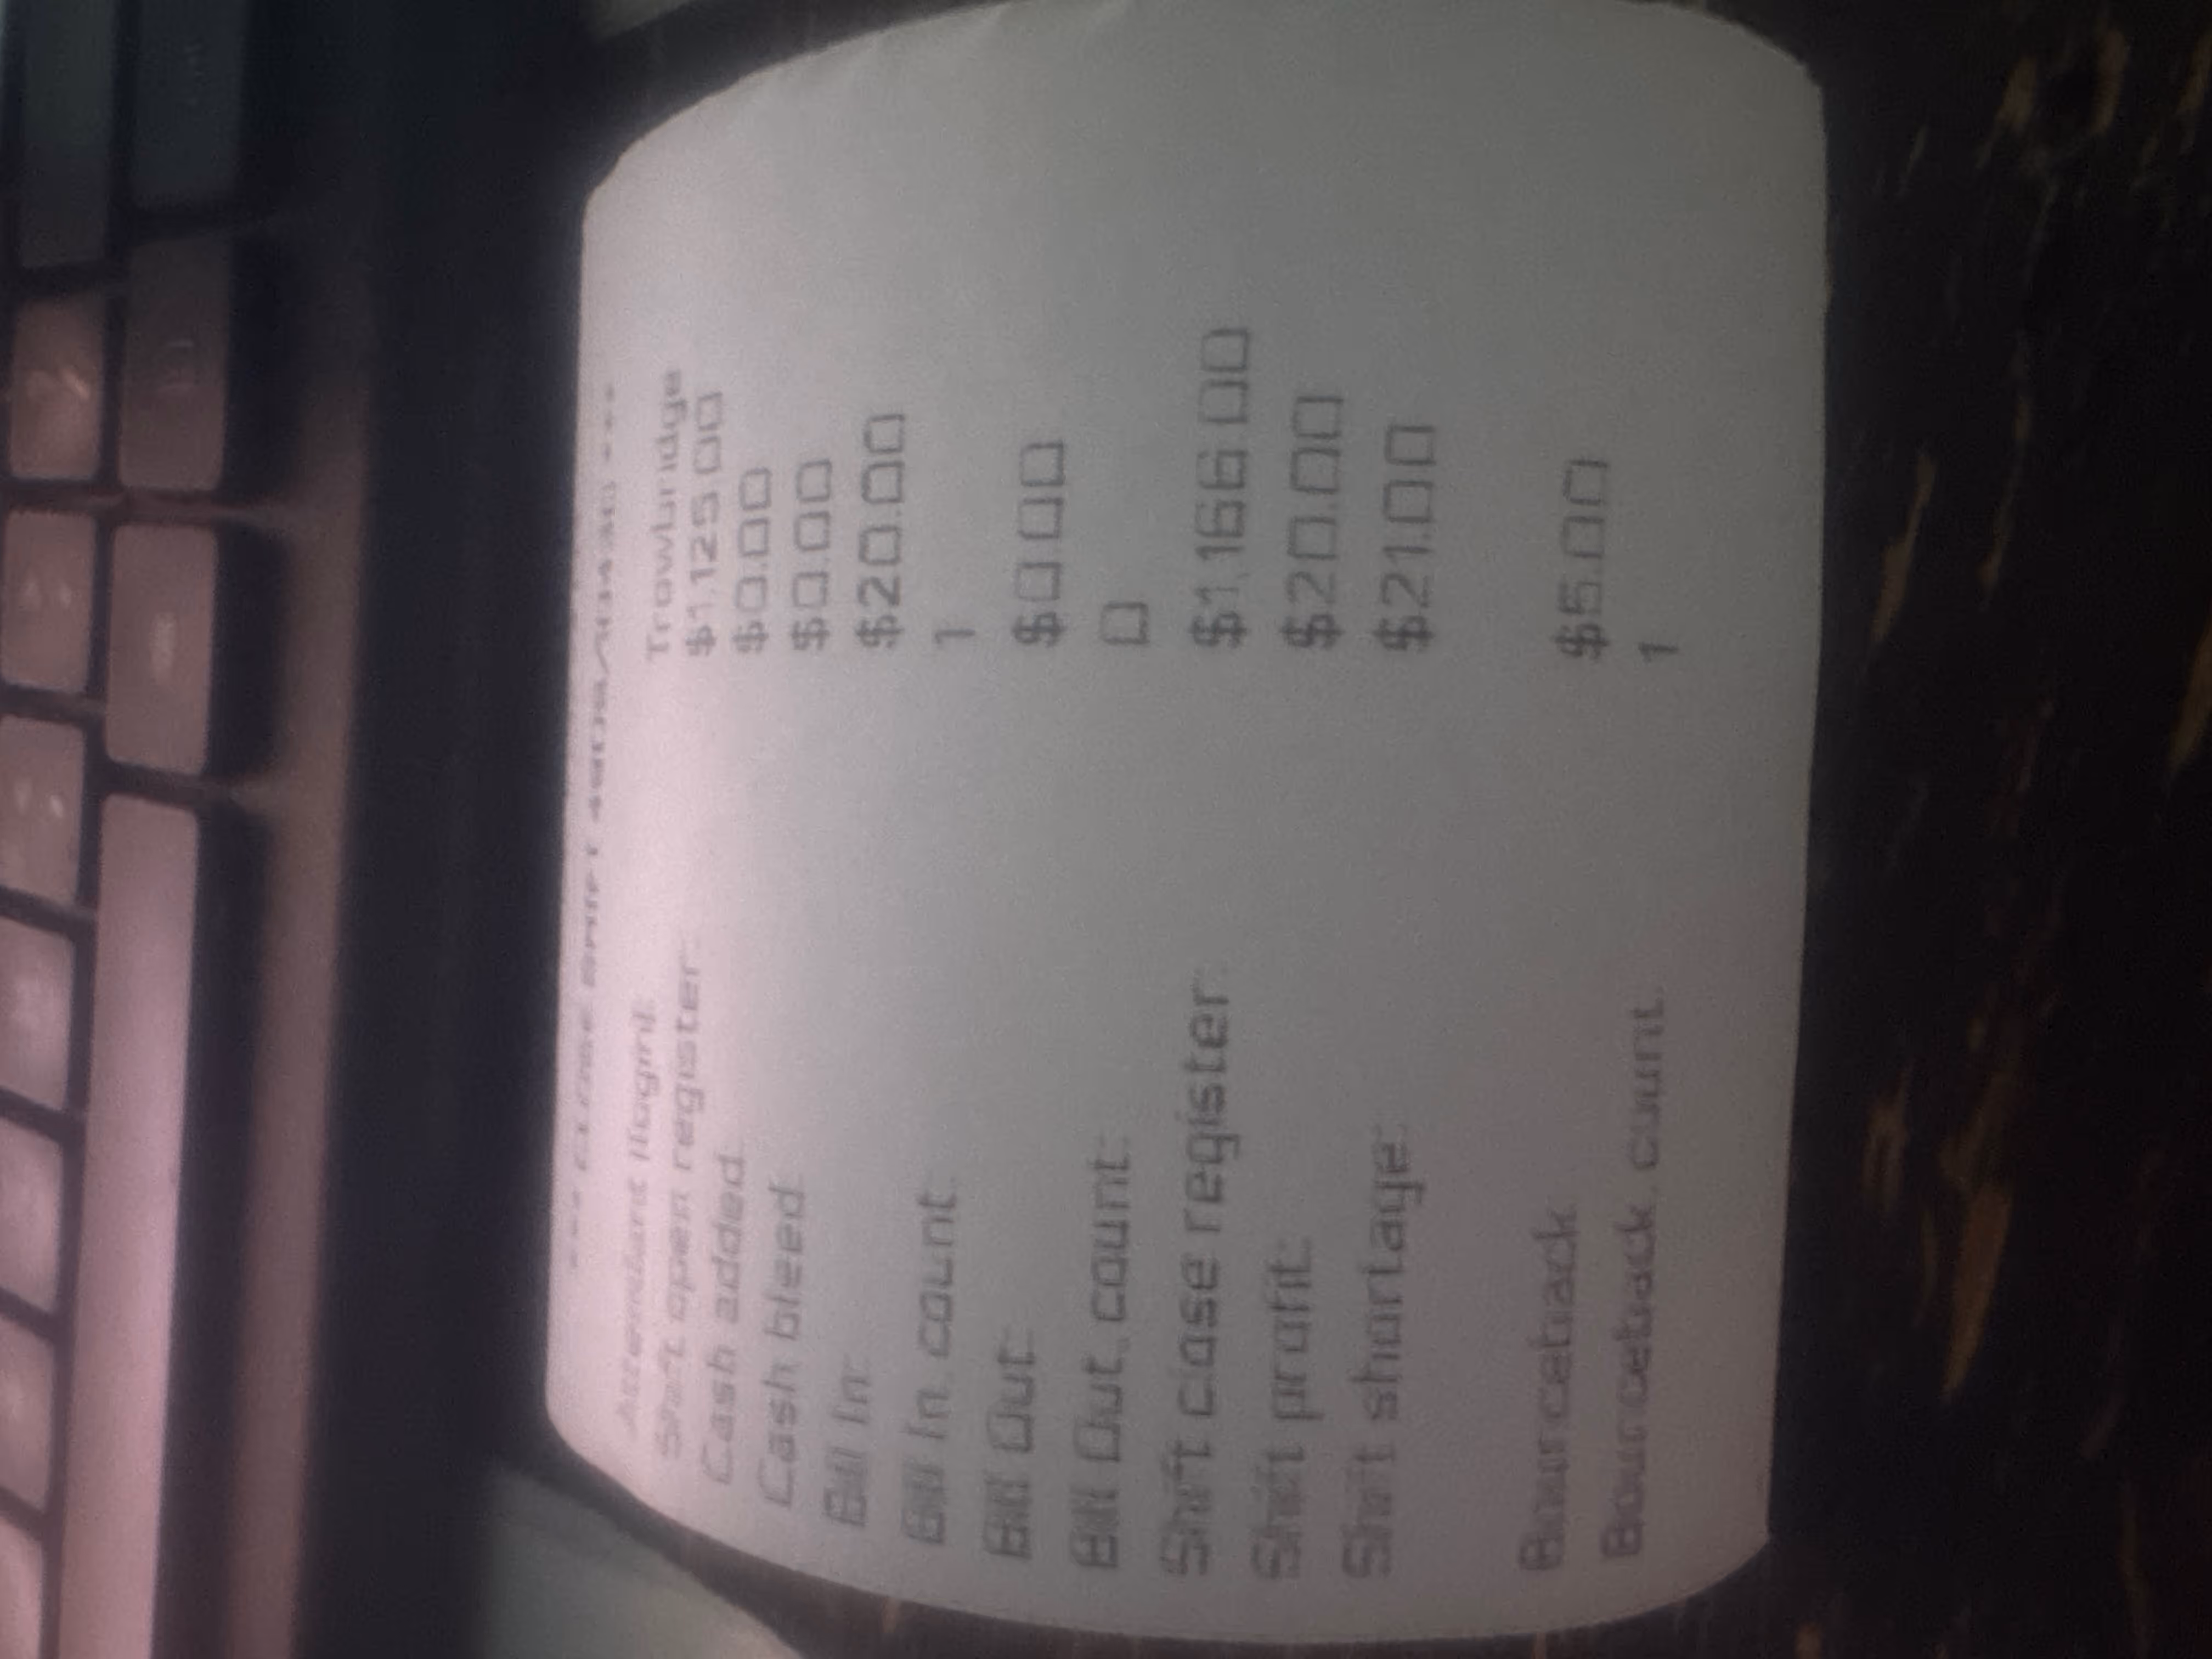 *** CLOSE SHIFT
Attendant
Trowbridge
Shift open register:
$1,125.00
Cash added:
$0.00
Cash bleed:
$0.00
Bill In:
$20.00
Bill In. count:
1
Bill Out:
$0.00
Bill Out. count:
0
Shift close register:
$1,166.00
Shift profit:
$20.00
Shift shortage:
$21.00
Bounceback
$5.00
Bounceback. count:
1